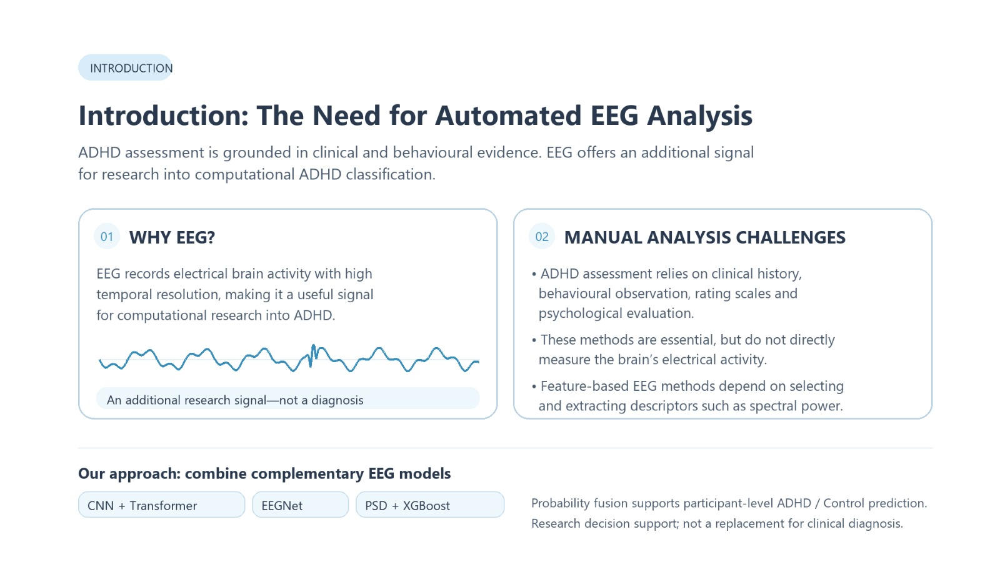 INTRODUCTION
Introduction: The Need for Automated EEG Analysis
ADHD assessment is grounded in clinical and behavioural evidence. EEG offers an additional signal
for research into computational ADHD classification.
01 WHY EEG?
EEG records electrical brain activity with high
temporal resolution, making it a useful signal
for computational research into ADHD.
An additional research signal—not a diagnosis
02 MANUAL ANALYSIS CHALLENGES
• ADHD assessment relies on clinical history,
behavioural observation, rating scales and
psychological evaluation.
• These methods are essential, but do not directly
measure the brain’s electrical activity.
• Feature-based EEG methods depend on selecting
and extracting descriptors such as spectral power.
Our approach: combine complementary EEG models
CNN + Transformer
EEGNet
PSD + XGBoost
Probability fusion supports participant-level ADHD / Control prediction.
Research decision support; not a replacement for clinical diagnosis.